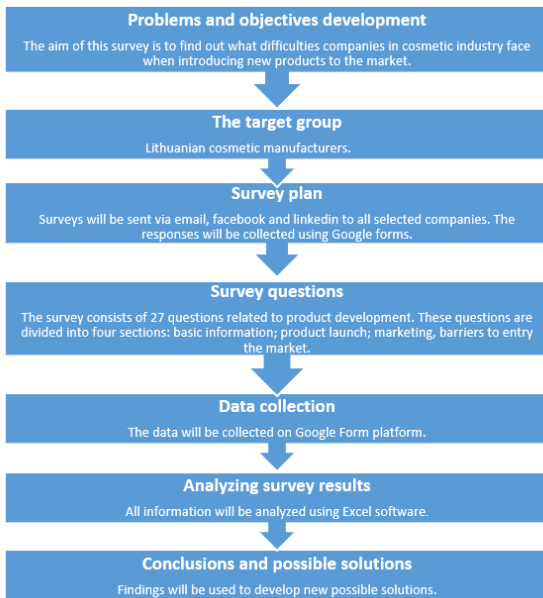 Problems and objectives development
The aim of this survey is to find out what difficulties companies in cosmetic industry face
when introducing new products to the market.
The target group
Lithuanian cosmetic manufacturers.
Survey plan
Surveys will be sent via email, facebook and linkedin to all selected companies. The
responses will be collected using Google forms.
Survey questions
The survey consists of 27 questions related to product development. These questions are
divided into four sections: basic information; product launch; marketing, barriers to entry
the market.
Data collection
The data will be collected on Google Form platform.
Analyzing survey results
All information will be analyzed using Excel software.
Conclusions and possible solutions
Findings will be used to develop new possible solutions.